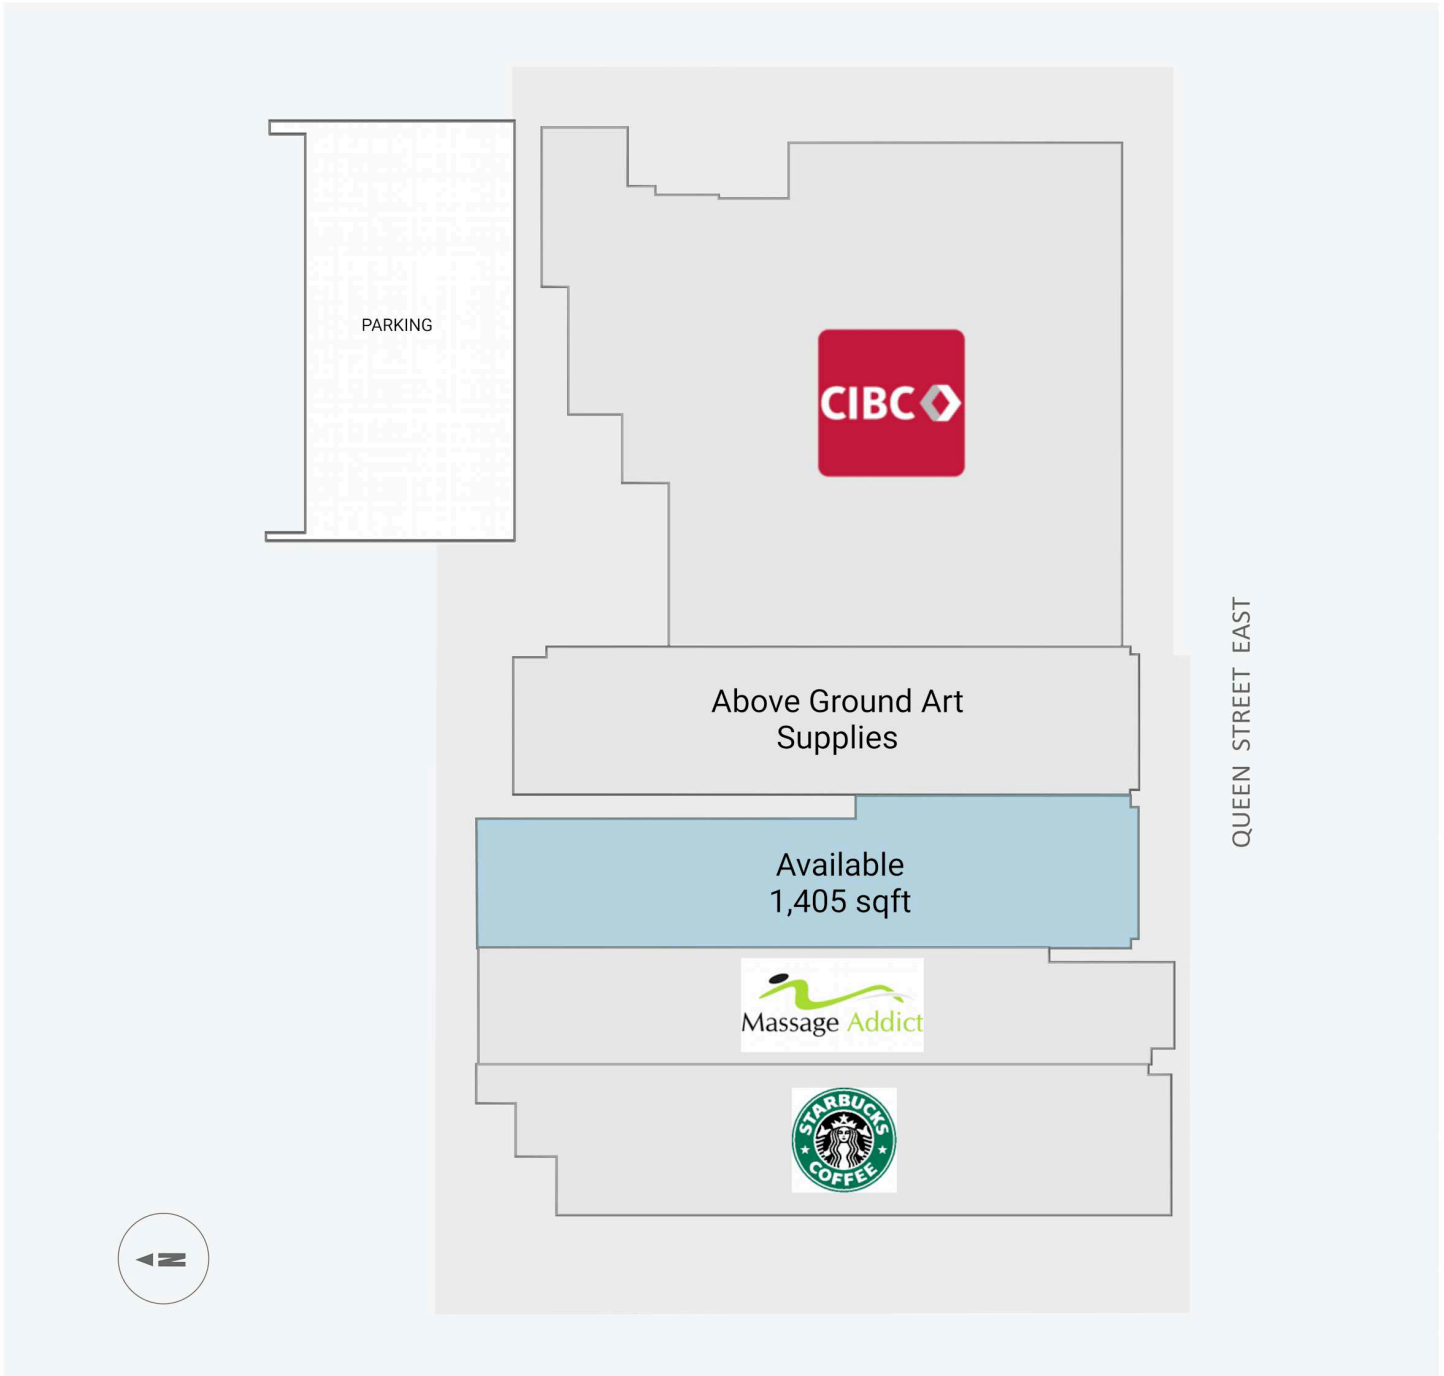 PARKING
CIBC
QUEEN STREET EAST
Above Ground Art
Supplies
Available
1,405 sqft
Massage Addict
STARBUCKS
COFFEE
N